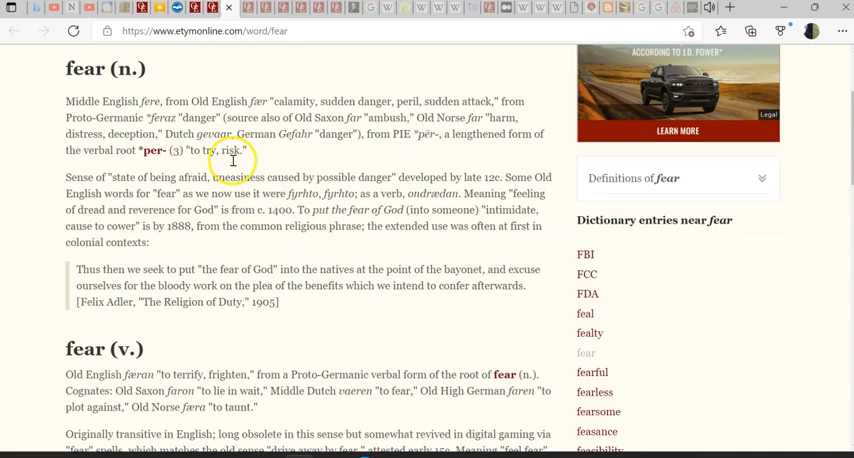 https://www.etymonline.com/word/fear
fear (n.)
Middle English fere, from Old English fær "calamity, sudden danger, peril, sudden attack," from
Proto-Germanic *feraz "danger" (source also of Old Saxon far "ambush," Old Norse far "harm,
distress, deception," Dutch gevaar, German Gefahr "danger"), from PIE *pēr-, a lengthened form of
the verbal root *per- (3) "to try, risk."
Sense of "state of being afraid, uneasiness caused by possible danger" developed by late 12c. Some Old
English words for "fear" as we now use it were fyrhto, fyrhto; as a verb, ondrædan. Meaning "feeling
of dread and reverence for God" is from c. 1400. To put the fear of God (into someone) "intimidate,
cause to cower" is by 1888, from the common religious phrase; the extended use was often at first in
colonial contexts:
Thus then we seek to put "the fear of God" into the natives at the point of the bayonet, and excuse
ourselves for the bloody work on the plea of the benefits which we intend to confer afterwards.
[Felix Adler, "The Religion of Duty," 1905]
fear (v.)
Old English færan "to terrify, frighten," from a Proto-Germanic verbal form of the root of fear (n.).
Cognates: Old Saxon faron "to lie in wait," Middle Dutch vaeren "to fear," Old High German faren "to
plot against," Old Norse færa "to taunt."
Originally transitive in English; long obsolete in this sense but somewhat revived in digital gaming via
"fear" spells, which matches the old sense "drive away by fear," attested early 15c. Meaning "feel fear"
ACCORDING TO J.D. POWER*
Legal
LEARN MORE
Definitions of fear
Dictionary entries near fear
FBI
FCC
FDA
feal
fealty
fear
fearful
fearless
fearsome
feasance
feasibility